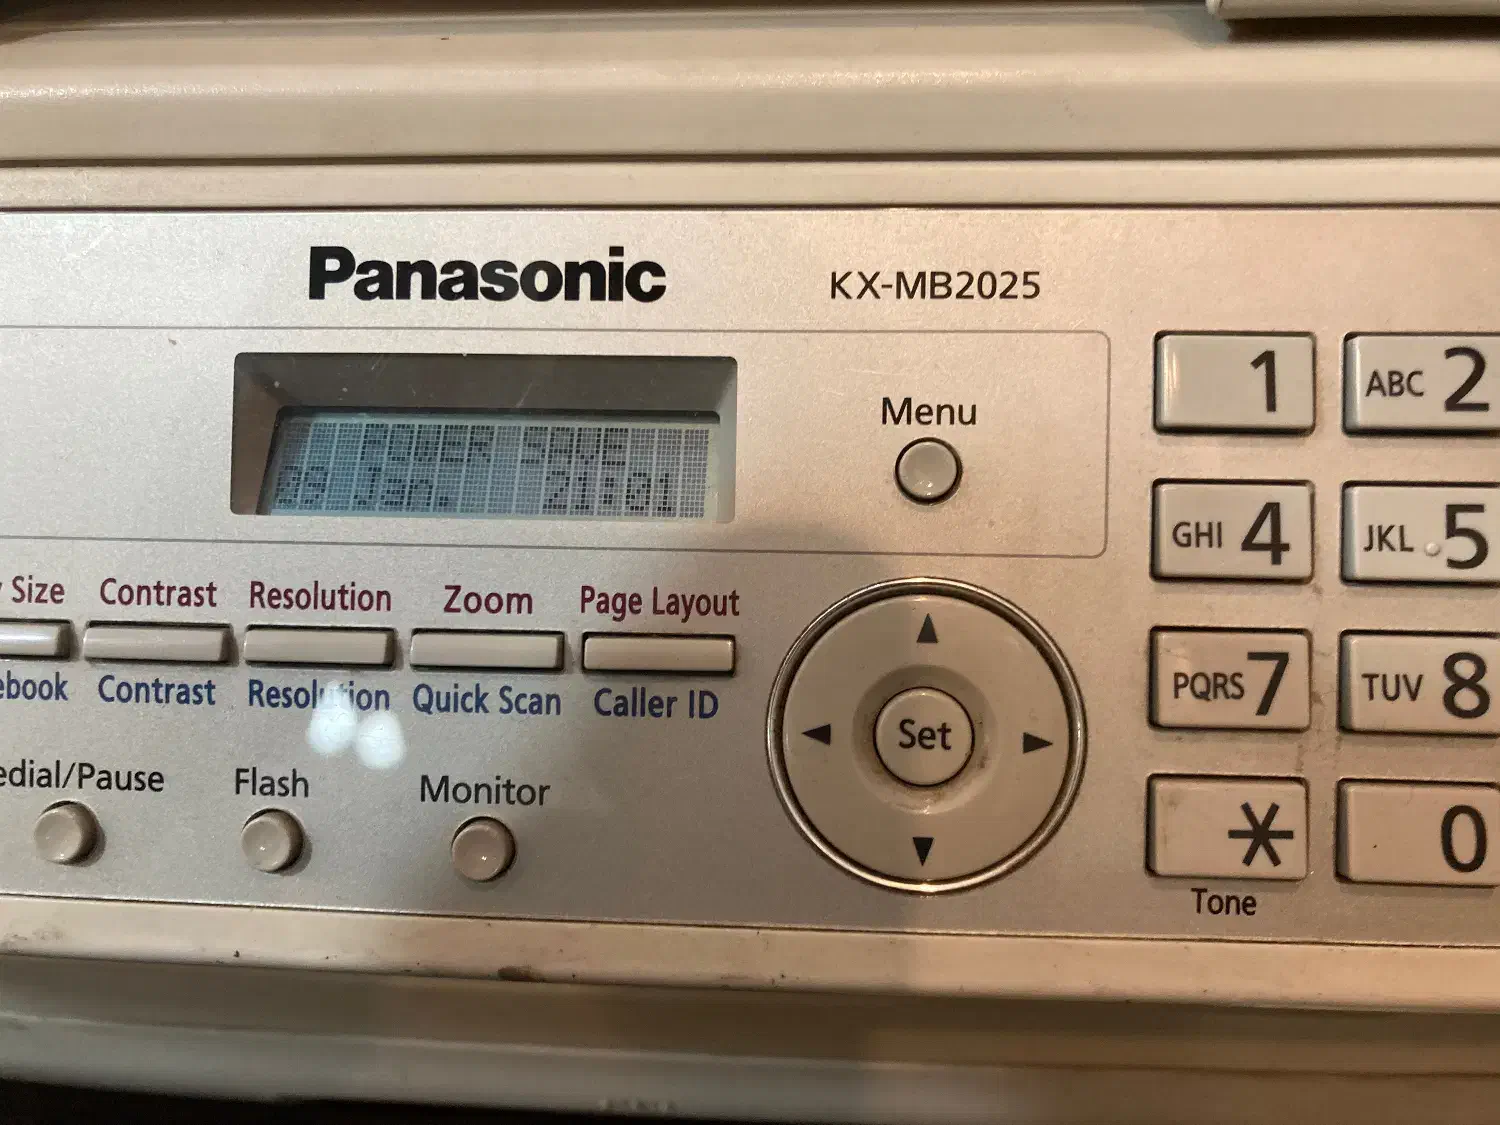 Panasonic
KX-MB2025
POWER SAVE
09 Jan. 21:01
Menu
Size Contrast Resolution Zoom Page Layout
Contrast Resolution Quick Scan Caller ID
edial/Pause Flash Monitor
Set
1
ABC 2
GHI 4
JKL 5
PQRS 7
TUV 8
*
0
Tone